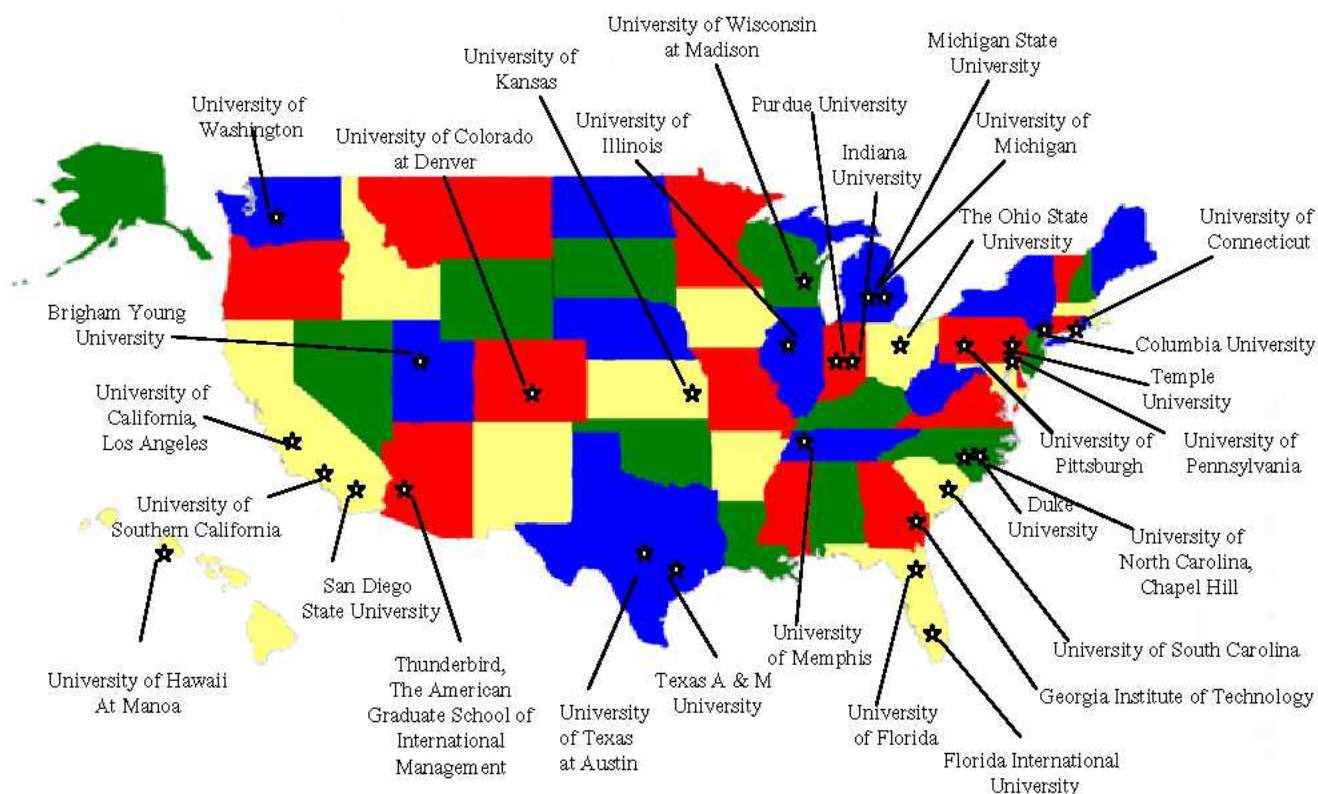 University of Wisconsin
at Madison
Michigan State
University
University of
Kansas
University of
Washington
University of Colorado
at Denver
University of
Illinois
Purdue University
University of
Michigan
Indiana
University
The Ohio State
University
University of
Connecticut
Brigham Young
University
Columbia University
Temple
University
University of
California,
Los Angeles
University of
Pittsburgh
University of
Pennsylvania
University of
Southern California
Duke
University
University of
North Carolina,
Chapel Hill
San Diego
State University
University
of Memphis
University of South Carolina
University of Hawaii
At Manoa
Thunderbird,
The American
Graduate School of
International
Management
University
of Texas
at Austin
Texas A & M
University
University
of Florida
Georgia Institute of Technology
Florida International
University